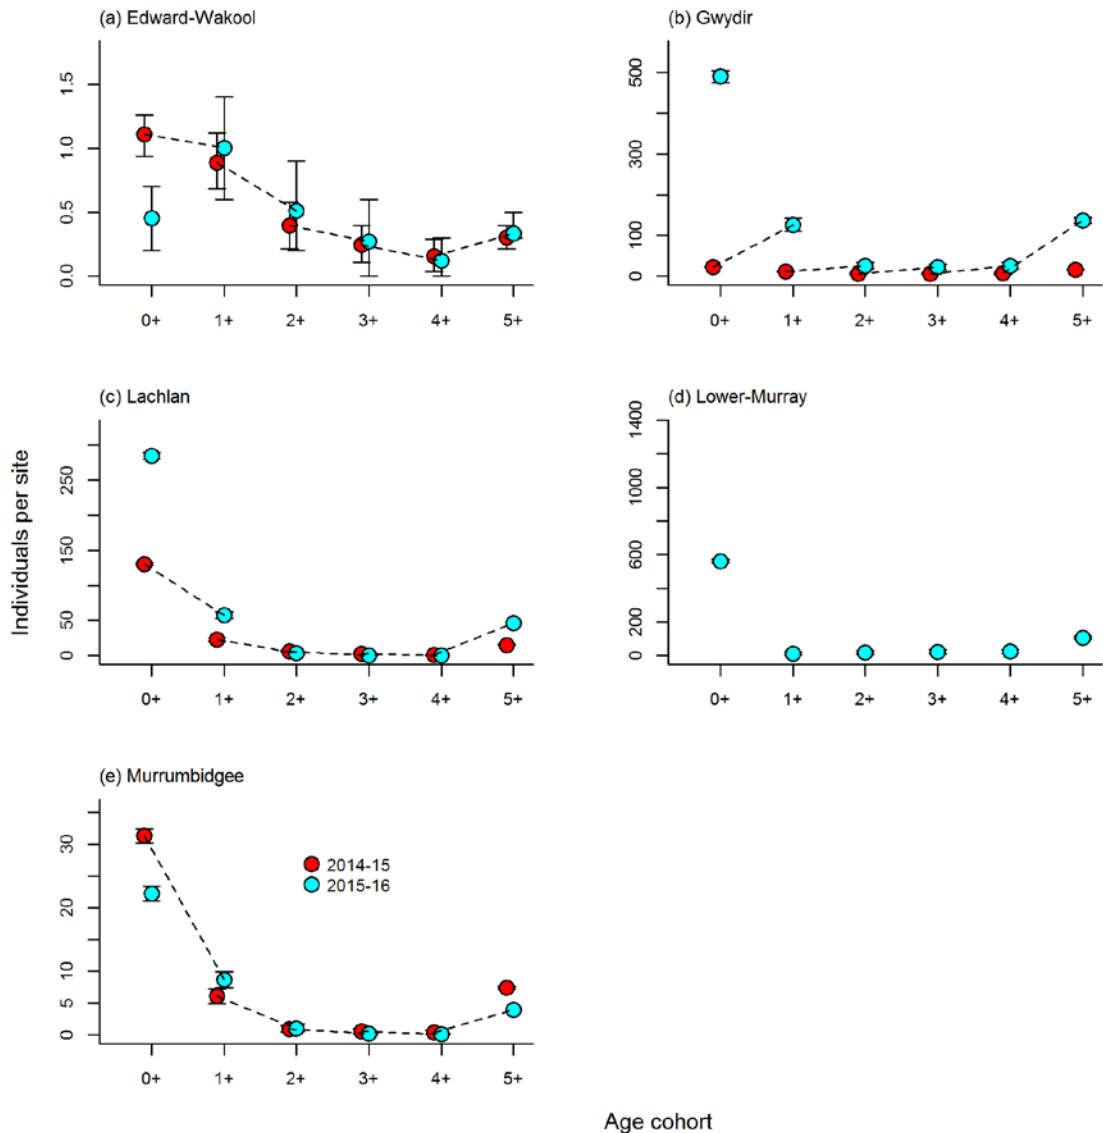 (a) Edward-Wakool
1.5
1.0
0.5
0.0
0+ 1+ 2+ 3+ 4+ 5+
(b) Gwydir
500
300
100
0
0+ 1+ 2+ 3+ 4+ 5+
(c) Lachlan
250
150
50
0
0+ 1+ 2+ 3+ 4+ 5+
(d) Lower-Murray
1400
1000
600
200
0
0+ 1+ 2+ 3+ 4+ 5+
Individuals per site
(e) Murrumbidgee
30
20
10
5
0
2014-15
2015-16
0+ 1+ 2+ 3+ 4+ 5+
Age cohort